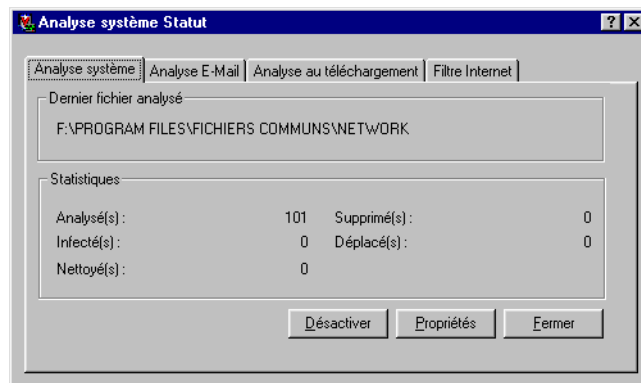 Analyse système Statut
Analyse système Analyse E-Mail Analyse au téléchargement Filtre Internet
Dernier fichier analysé
F:\PROGRAM FILES\FICHIERS COMMUNS\NETWORK
Statistiques
Analysé(s) : 101 Supprimé(s) : 0
Infecté(s) : 0 Déplacé(s) : 0
Nettoyé(s) : 0
Désactiver Propriétés Fermer